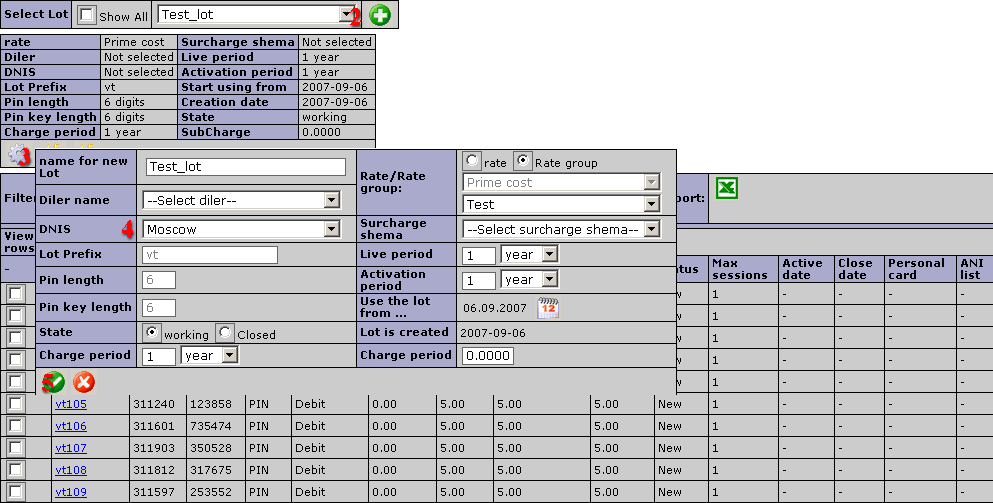 Select Lot Show All Test_lot 2
rate Prime cost Surcharge shema Not selected
Diler Not selected Live period 1 year
DNIS Not selected Activation period 1 year
Lot Prefix vt Start using from 2007-09-06
Pin length 6 digits Creation date 2007-09-06
Pin key length 6 digits State working
Charge period 1 year SubCharge 0.0000
3
name for new Lot Test_lot
Rate/Rate group: rate Rate group
Prime cost
Test
Diler name --Select diler--
DNIS 4 Moscow
Surcharge shema --Select surcharge shema--
Lot Prefix vt
Live period 1 year
Pin length 6
Activation period 1 year
Pin key length 6
Use the lot from ... 06.09.2007 12
State working Closed
Lot is created 2007-09-06
Charge period 1 year
Charge period 0.0000
5
Filter
port:
View rows
-
Max sessions Active date Close date Personal card ANI list
1 - - - -
1 - - - -
1 - - - -
1 - - - -
1 - - - -
vt105 311240 123858 PIN Debit 0.00 5.00 5.00 5.00 New 1 - - - -
vt106 311601 735474 PIN Debit 0.00 5.00 5.00 5.00 New 1 - - - -
vt107 311903 350528 PIN Debit 0.00 5.00 5.00 5.00 New 1 - - - -
vt108 311812 317675 PIN Debit 0.00 5.00 5.00 5.00 New 1 - - - -
vt109 311597 253552 PIN Debit 0.00 5.00 5.00 5.00 New 1 - - - -